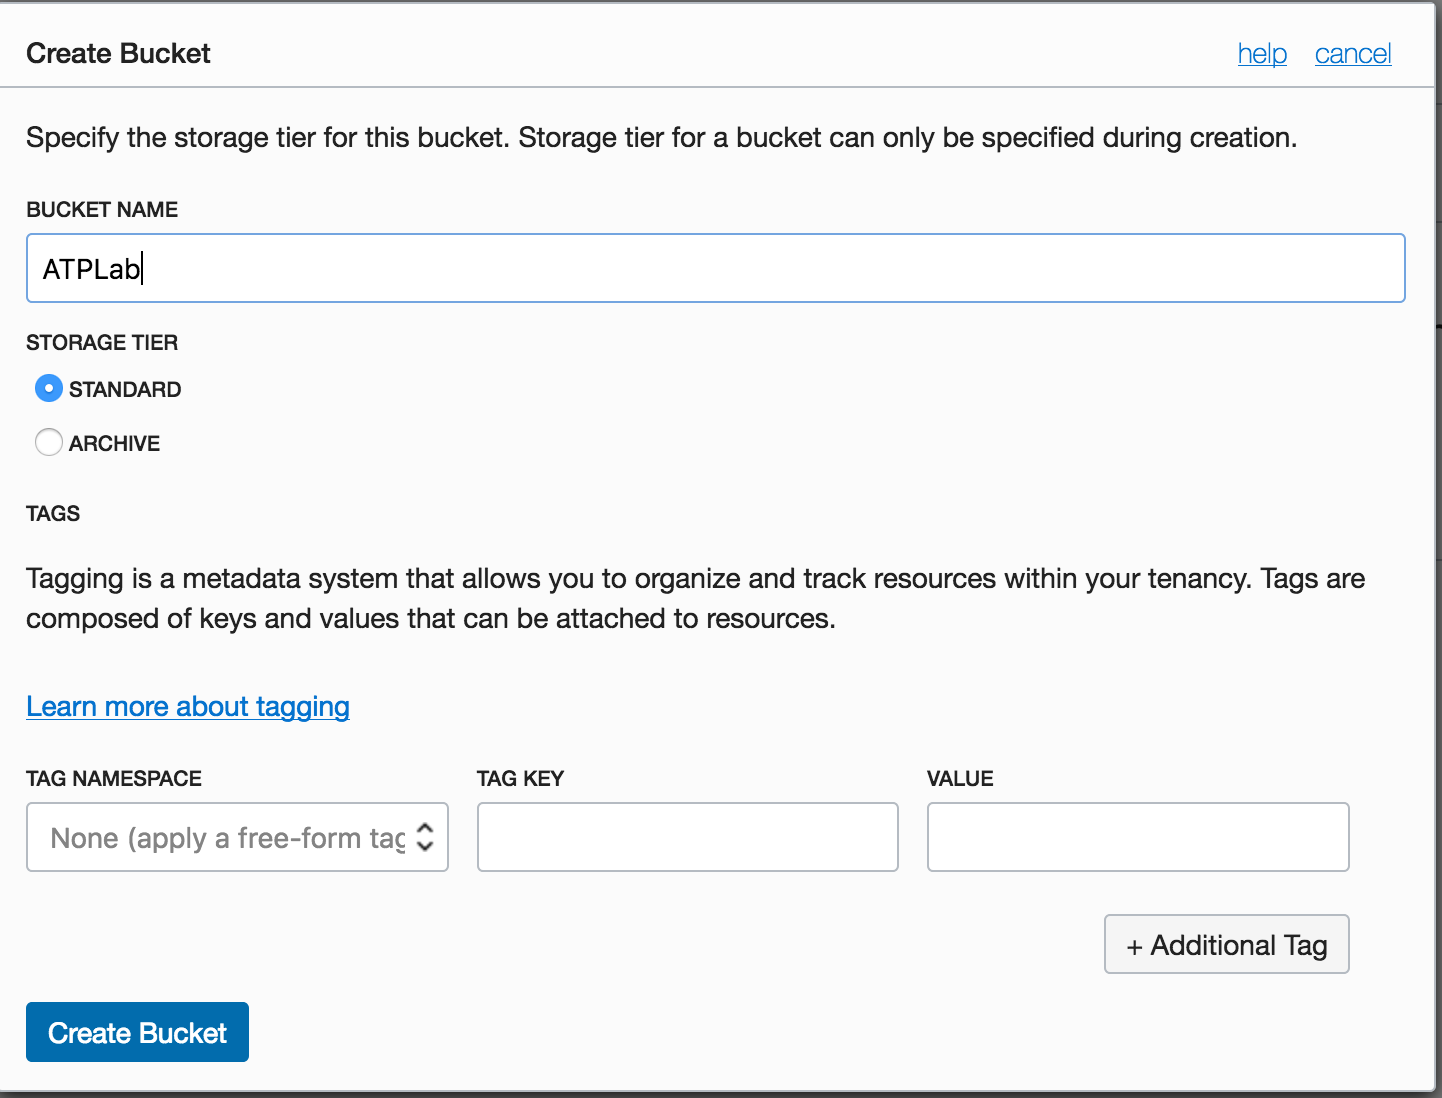 Create Bucket
help cancel
Specify the storage tier for this bucket. Storage tier for a bucket can only be specified during creation.
BUCKET NAME
ATPLab
STORAGE TIER
STANDARD
ARCHIVE
TAGS
Tagging is a metadata system that allows you to organize and track resources within your tenancy. Tags are
composed of keys and values that can be attached to resources.
Learn more about tagging
TAG NAMESPACE TAG KEY VALUE
None (apply a free-form tag
+ Additional Tag
Create Bucket